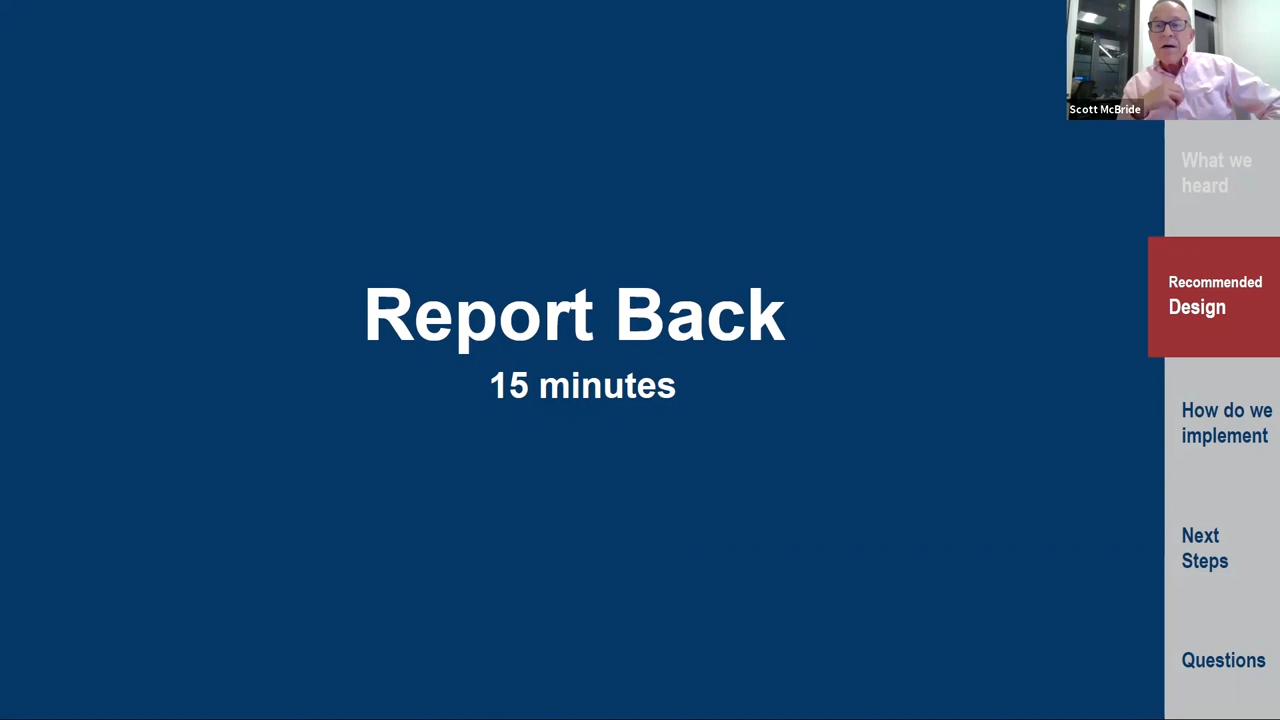 Scott McBride
What we
heard
Report Back
15 minutes
Recommended
Design
How do we
implement
Next
Steps
Questions